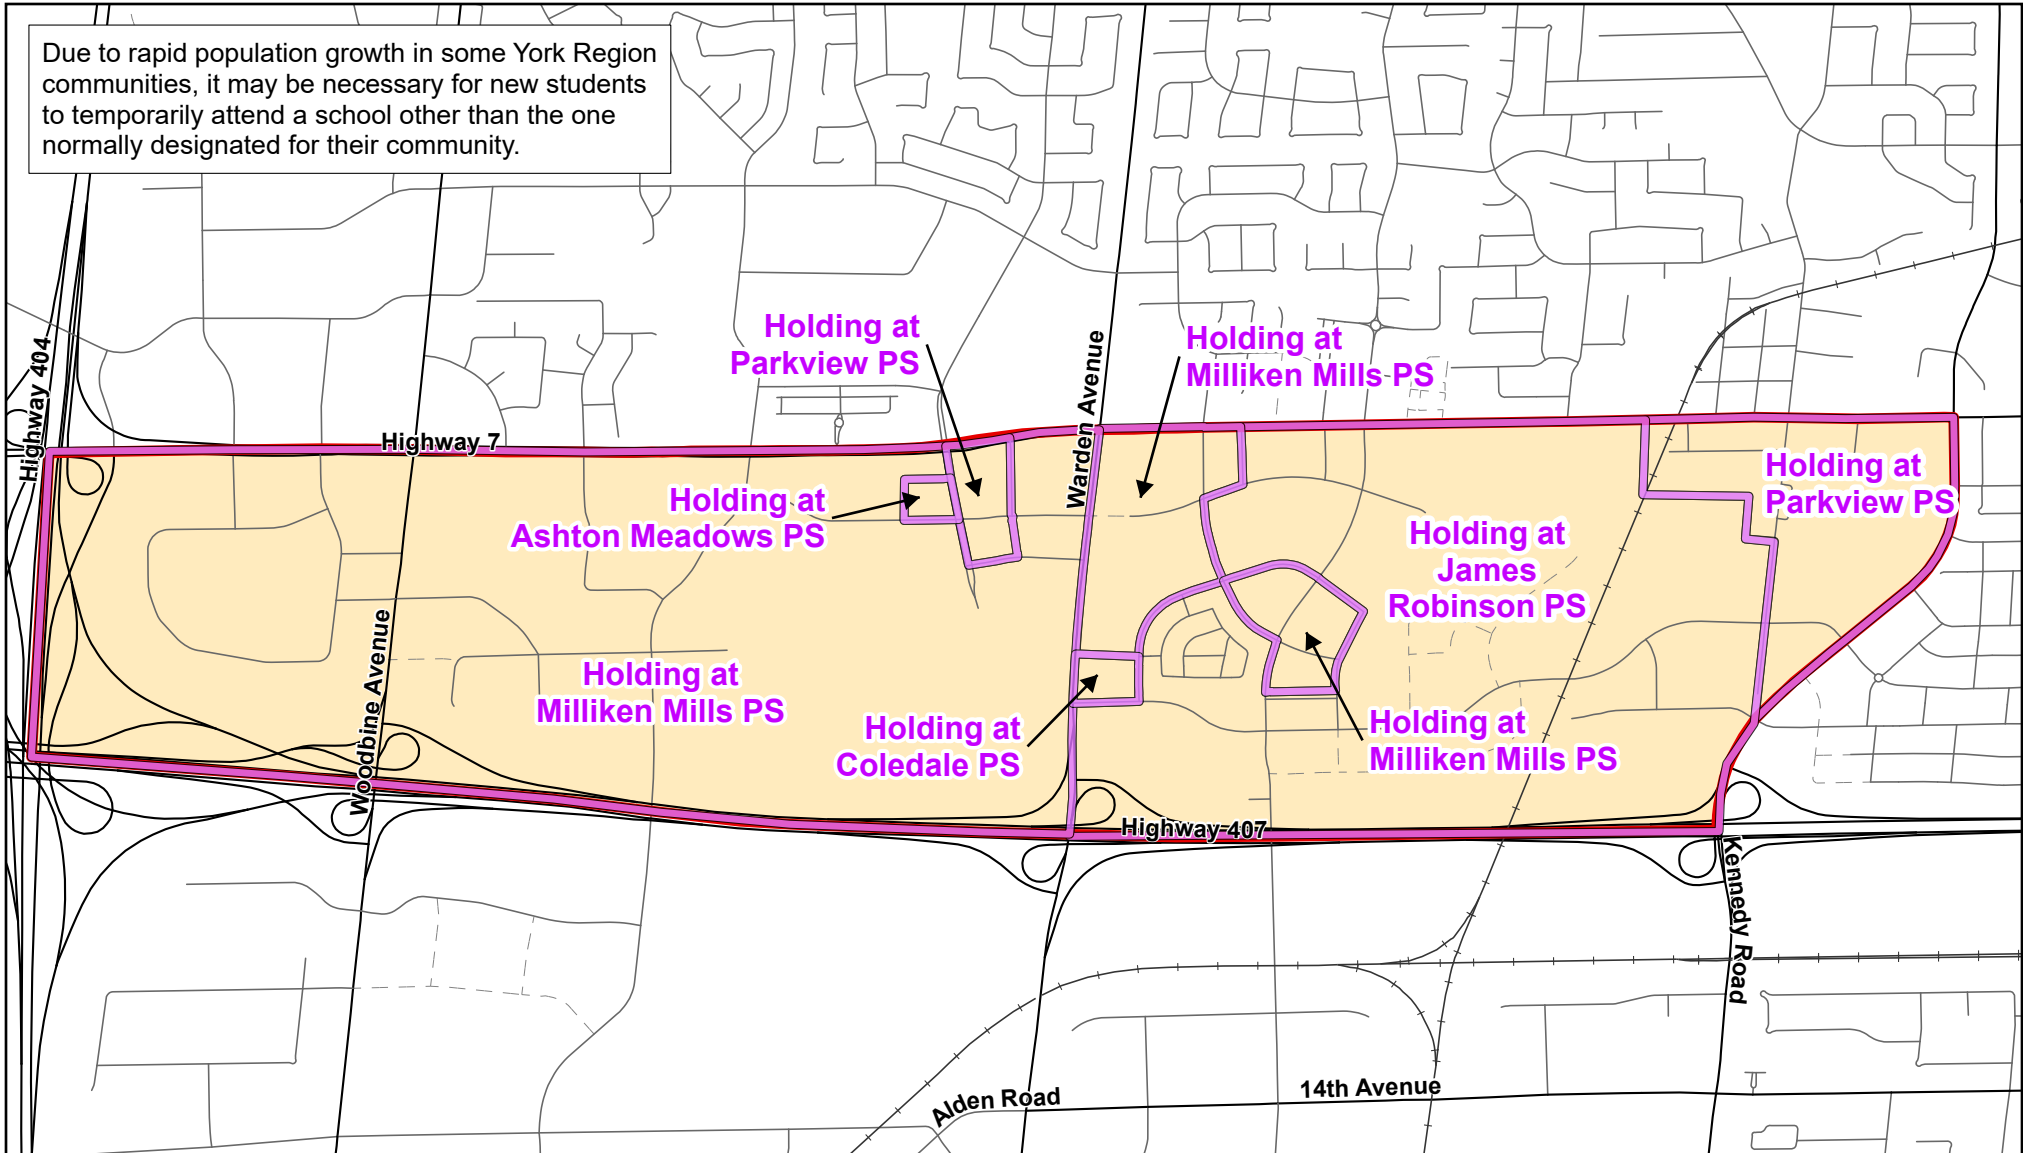 Due to rapid population growth in some York Region
communities, it may be necessary for new students
to temporarily attend a school other than the one
normally designated for their community.
Holding at
Parkview PS
Holding at
Milliken Mills PS
Highway 404
Highway 7
Warden Avenue
Holding at
Ashton Meadows PS
Holding at
Parkview PS
Holding at
James
Robinson PS
Woodbine Avenue
Holding at
Milliken Mills PS
Holding at
Coledale PS
Holding at
Milliken Mills PS
Highway 407
Kennedy Road
Alden Road
14th Avenue